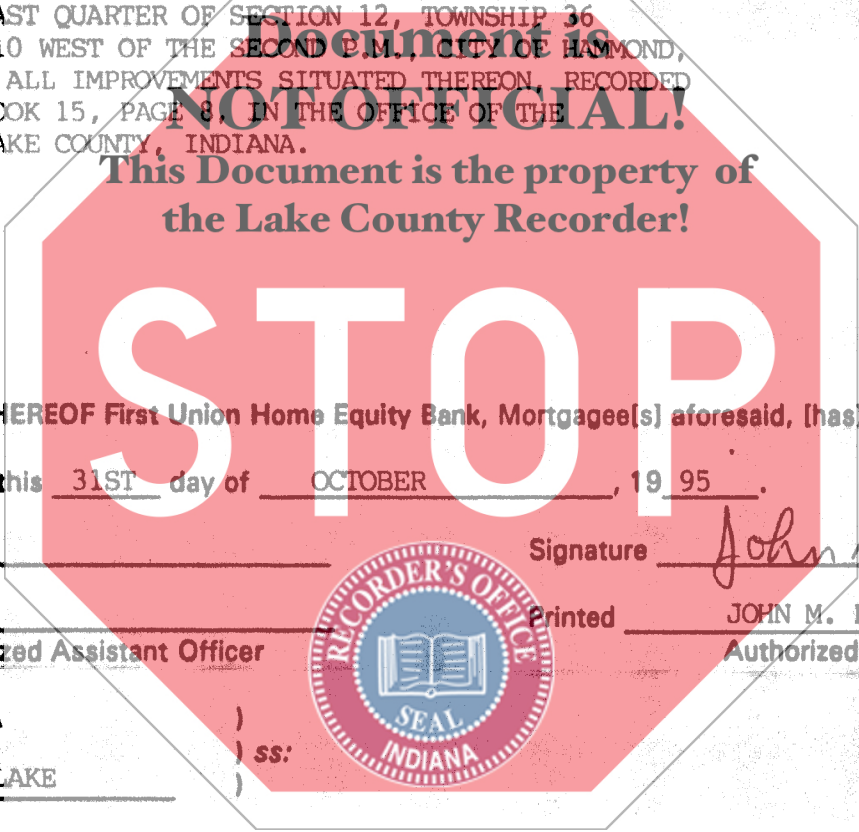 AST QUARTER OF SECTION 12, TOWNSHIP 36
0 WEST OF THE SECOND P.M., CITY OF HAMMOND,
Document is
ALL IMPROVEMENTS SITUATED THEREON, RECORDED
OOK 15, PAGE 8, IN THE OFFICE OF THE
NOT OFFICIAL!
AKE COUNTY, INDIANA.
This Document is the property of
the Lake County Recorder!
STOP
HEREOF First Union Home Equity Bank, Mortgagee[s] aforesaid, [has]
this 31ST day of OCTOBER, 19 95.
Signature John
Printed JOHN M.
zed Assistant Officer Authorized
RECORDER'S OFFICE
SEAL
INDIANA
)
) ss:
LAKE )